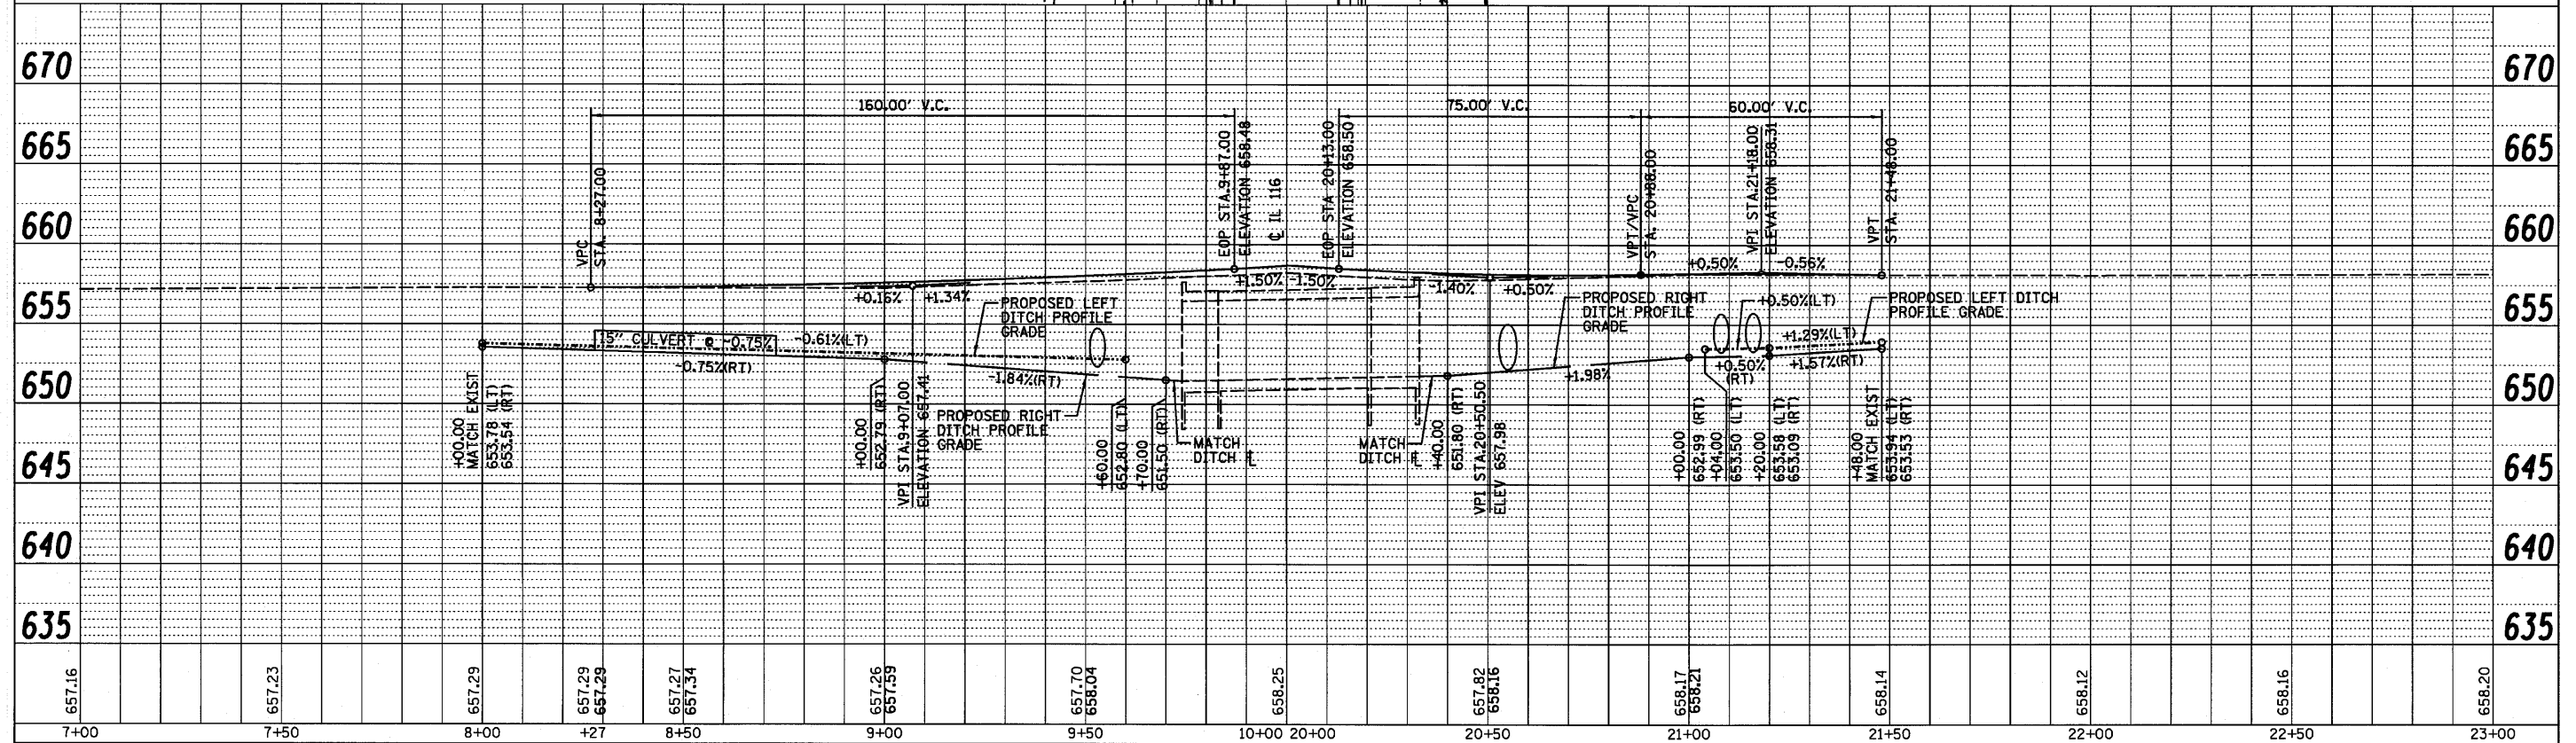 670
665
660
655
650
645
640
635
670
665
660
655
650
645
640
635
160.00' V.C.
75.00' V.C.
60.00' V.C.
VPC
STA. 8+27.00
EOP STA.9+87.00
ELEVATION 658.48
℄ IL 116
EOP STA 20+13.00
ELEVATION 658.50
VPT/VPC
STA. 20+88.00
VPI STA.21+18.00
ELEVATION 658.31
VPT
STA. 21+48.00
+0.16%
+1.34%
+1.50%
-1.50%
-1.40%
+0.50%
+0.50%
-0.56%
PROPOSED LEFT
DITCH PROFILE
GRADE
PROPOSED RIGHT
DITCH PROFILE
GRADE
+0.50%(LT)
PROPOSED LEFT DITCH
PROFILE GRADE
15" CULVERT @ -0.75%
-0.61%(LT)
-0.75%(RT)
-1.84%(RT)
+1.98%
+0.50%
(RT)
+1.29%(LT)
+1.57%(RT)
+00.00
MATCH EXIST
653.78 (LT)
653.54 (RT)
+00.00
652.79 (RT)
VPI STA.9+07.00
ELEVATION 657.41
PROPOSED RIGHT
DITCH PROFILE
GRADE
+60.00
652.80 (LT)
+70.00
651.50 (RT)
MATCH
DITCH ℄
MATCH
DITCH ℄
+40.00
651.80 (RT)
VPI STA.20+50.50
ELEV 657.98
+00.00
652.99 (RT)
+04.00
653.50 (LT)
+20.00
653.58 (LT)
653.09 (RT)
+48.00
MATCH EXIST
653.94 (LT)
653.53 (RT)
657.16
657.23
657.29
657.29
657.29
657.27
657.34
657.26
657.59
657.70
658.04
658.25
657.82
658.16
658.17
658.21
658.14
658.12
658.16
658.20
7+00 7+50 8+00 +27 8+50 9+00 9+50 10+00 20+00 20+50 21+00 21+50 22+00 22+50 23+00